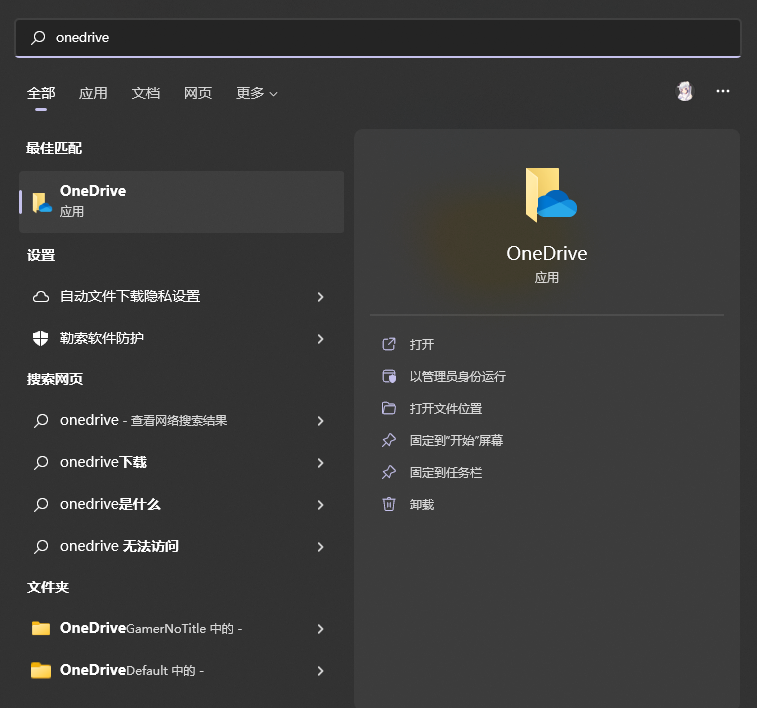 onedrive
全部 应用 文档 网页 更多
最佳匹配
OneDrive
应用
设置
自动文件下载隐私设置
勒索软件防护
搜索网页
onedrive - 查看网络搜索结果
onedrive下载
onedrive是什么
onedrive 无法访问
文件夹
OneDriveGamerNoTitle 中的 -
OneDriveDefault 中的 -
OneDrive
应用
打开
以管理员身份运行
打开文件位置
固定到"开始"屏幕
固定到任务栏
卸载